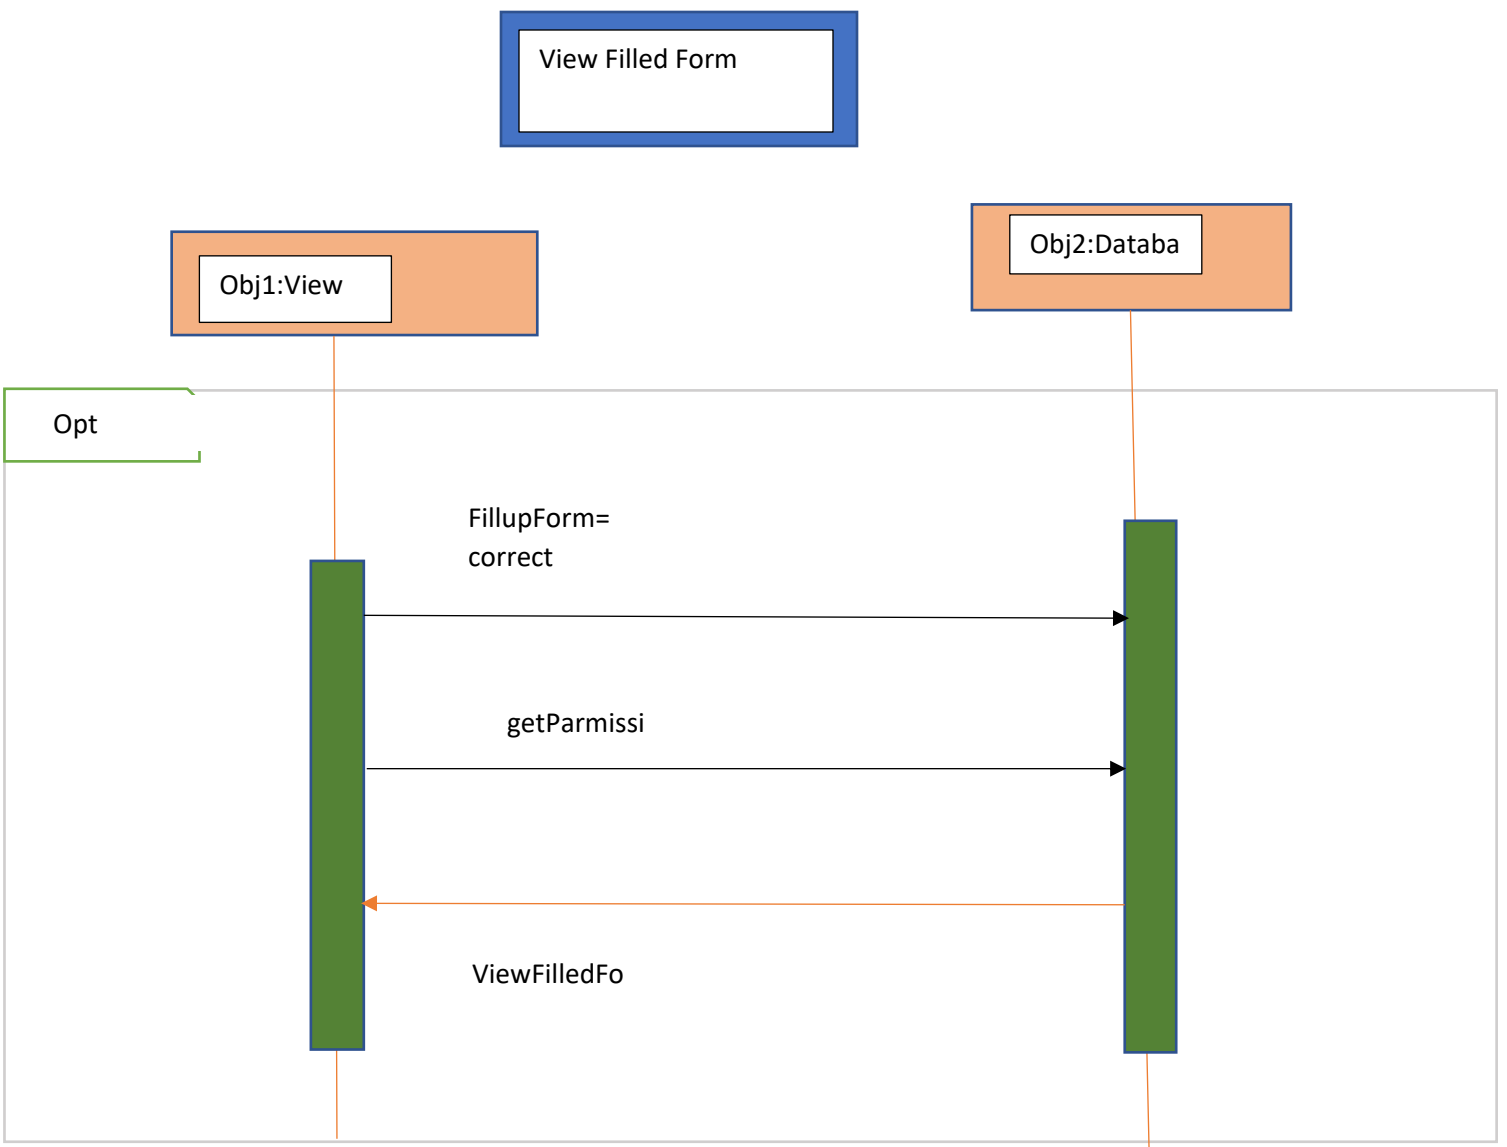 View Filled Form
Obj1:View
Obj2:Databa
Opt
FillupForm=
correct
getParmissi
ViewFilledFo